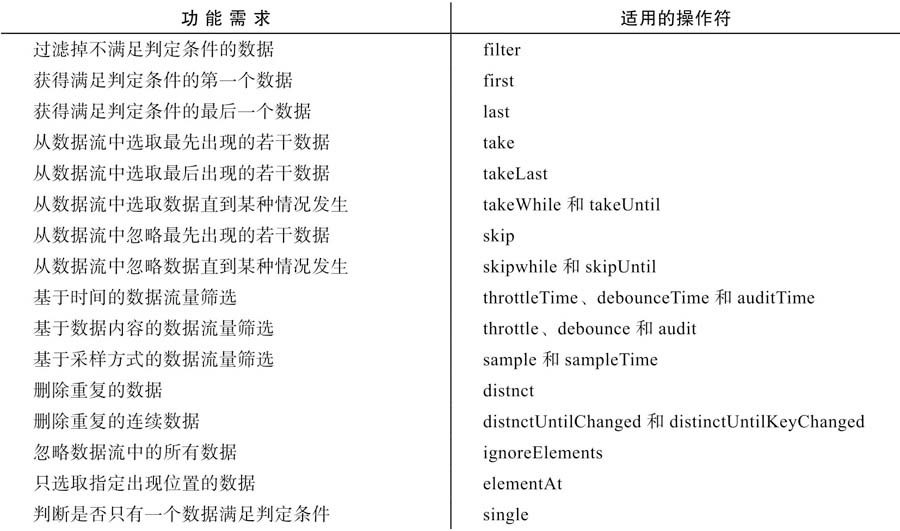 功能需求 适用的操作符
过滤掉不满足判定条件的数据 filter
获得满足判定条件的第一个数据 first
获得满足判定条件的最后一个数据 last
从数据流中选取最先出现的若干数据 take
从数据流中选取最后出现的若干数据 takeLast
从数据流中选取数据直到某种情况发生 takeWhile 和 takeUntil
从数据流中忽略最先出现的若干数据 skip
从数据流中忽略数据直到某种情况发生 skipwhile 和 skipUntil
基于时间的数据流量筛选 throttleTime、debounceTime 和 auditTime
基于数据内容的数据流量筛选 throttle、debounce 和 audit
基于采样方式的数据流量筛选 sample 和 sampleTime
删除重复的数据 distnct
删除重复的连续数据 distnctUntilChanged 和 distinctUntilKeyChanged
忽略数据流中的所有数据 ignoreElements
只选取指定出现位置的数据 elementAt
判断是否只有一个数据满足判定条件 single